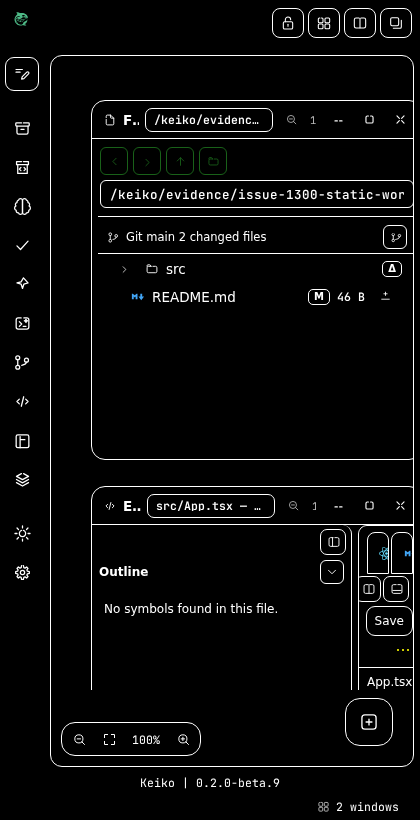 F..
/keiko/evidenc…
1
--
/keiko/evidence/issue-1300-static-wor
Git main 2 changed files
src
Δ
README.md
M
46 B
E..
src/App.tsx — …
1
--
Outline
No symbols found in this file.
Save
...
App.tsx
100%
Keiko | 0.2.0-beta.9
2 windows